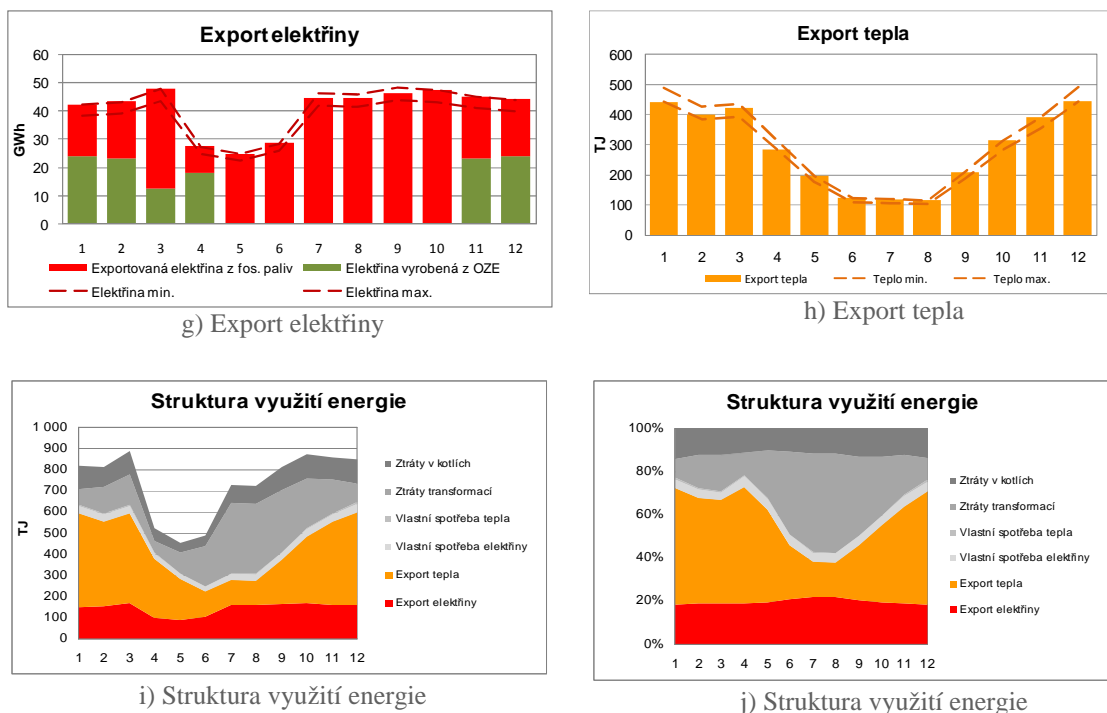 Export elektřiny
60
50
40
30
20
10
0
GWh
1 2 3 4 5 6 7 8 9 10 11 12
Exportovaná elektřina z fos. paliv
Elektřina vyrobená z OZE
Elektřina min.
Elektřina max.
g) Export elektřiny
Export tepla
600
500
400
300
200
100
0
TJ
1 2 3 4 5 6 7 8 9 10 11 12
Export tepla
Teplo min.
Teplo max.
h) Export tepla
Struktura využití energie
1 000
900
800
700
600
500
400
300
200
100
0
TJ
1 2 3 4 5 6 7 8 9 10 11 12
Ztráty v kotlích
Ztráty transformací
Vlastní spotřeba tepla
Vlastní spotřeba elektřiny
Export tepla
Export elektřiny
i) Struktura využití energie
Struktura využití energie
100%
80%
60%
40%
20%
0%
1 2 3 4 5 6 7 8 9 10 11 12
Ztráty v kotlích
Ztráty transformací
Vlastní spotřeba tepla
Vlastní spotřeba elektřiny
Export tepla
Export elektřiny
j) Struktura využití energie